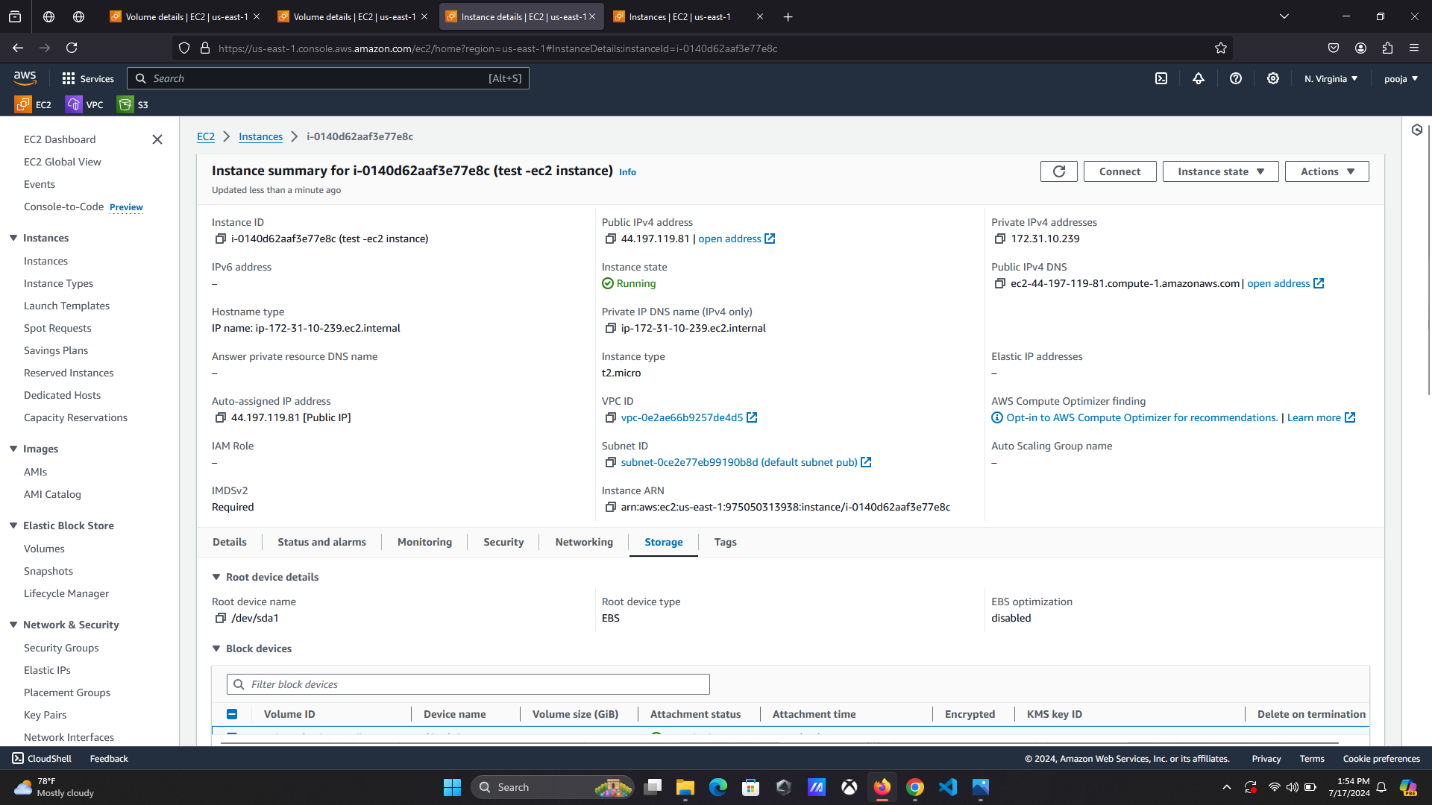 Volume details | EC2 | us-east-1
Volume details | EC2 | us-east-1
Instance details | EC2 | us-east-1
Instances | EC2 | us-east-1
https://us-east-1.console.aws.amazon.com/ec2/home?region=us-east-1#InstanceDetails:instanceId=i-0140d62aaf3e77e8c
aws
Services
Search
[Alt+S]
N. Virginia
pooja
EC2
VPC
S3
EC2 Dashboard
EC2 Global View
Events
Console-to-Code Preview
Instances
Instances
Instance Types
Launch Templates
Spot Requests
Savings Plans
Reserved Instances
Dedicated Hosts
Capacity Reservations
Images
AMIs
AMI Catalog
Elastic Block Store
Volumes
Snapshots
Lifecycle Manager
Network & Security
Security Groups
Elastic IPs
Placement Groups
Key Pairs
Network Interfaces
EC2 > Instances > i-0140d62aaf3e77e8c
Instance summary for i-0140d62aaf3e77e8c (test -ec2 instance) Info
Updated less than a minute ago
Connect
Instance state
Actions
Instance ID
i-0140d62aaf3e77e8c (test -ec2 instance)
Public IPv4 address
44.197.119.81 | open address
Private IPv4 addresses
172.31.10.239
IPv6 address
–
Instance state
Running
Public IPv4 DNS
ec2-44-197-119-81.compute-1.amazonaws.com | open address
Hostname type
IP name: ip-172-31-10-239.ec2.internal
Private IP DNS name (IPv4 only)
ip-172-31-10-239.ec2.internal
Answer private resource DNS name
–
Instance type
t2.micro
Elastic IP addresses
–
Auto-assigned IP address
44.197.119.81 [Public IP]
VPC ID
vpc-0e2ae66b9257de4d5
AWS Compute Optimizer finding
Opt-in to AWS Compute Optimizer for recommendations. | Learn more
IAM Role
–
Subnet ID
subnet-0ce2e77eb99190b8d (default subnet pub)
Auto Scaling Group name
–
IMDSv2
Required
Instance ARN
arn:aws:ec2:us-east-1:975050313938:instance/i-0140d62aaf3e77e8c
Details
Status and alarms
Monitoring
Security
Networking
Storage
Tags
Root device details
Root device name
/dev/sda1
Root device type
EBS
EBS optimization
disabled
Block devices
Filter block devices
Volume ID
Device name
Volume size (GiB)
Attachment status
Attachment time
Encrypted
KMS key ID
Delete on termination
CloudShell
Feedback
© 2024, Amazon Web Services, Inc. or its affiliates.
Privacy
Terms
Cookie preferences
78°F
Mostly cloudy
Search
1:54 PM
7/17/2024